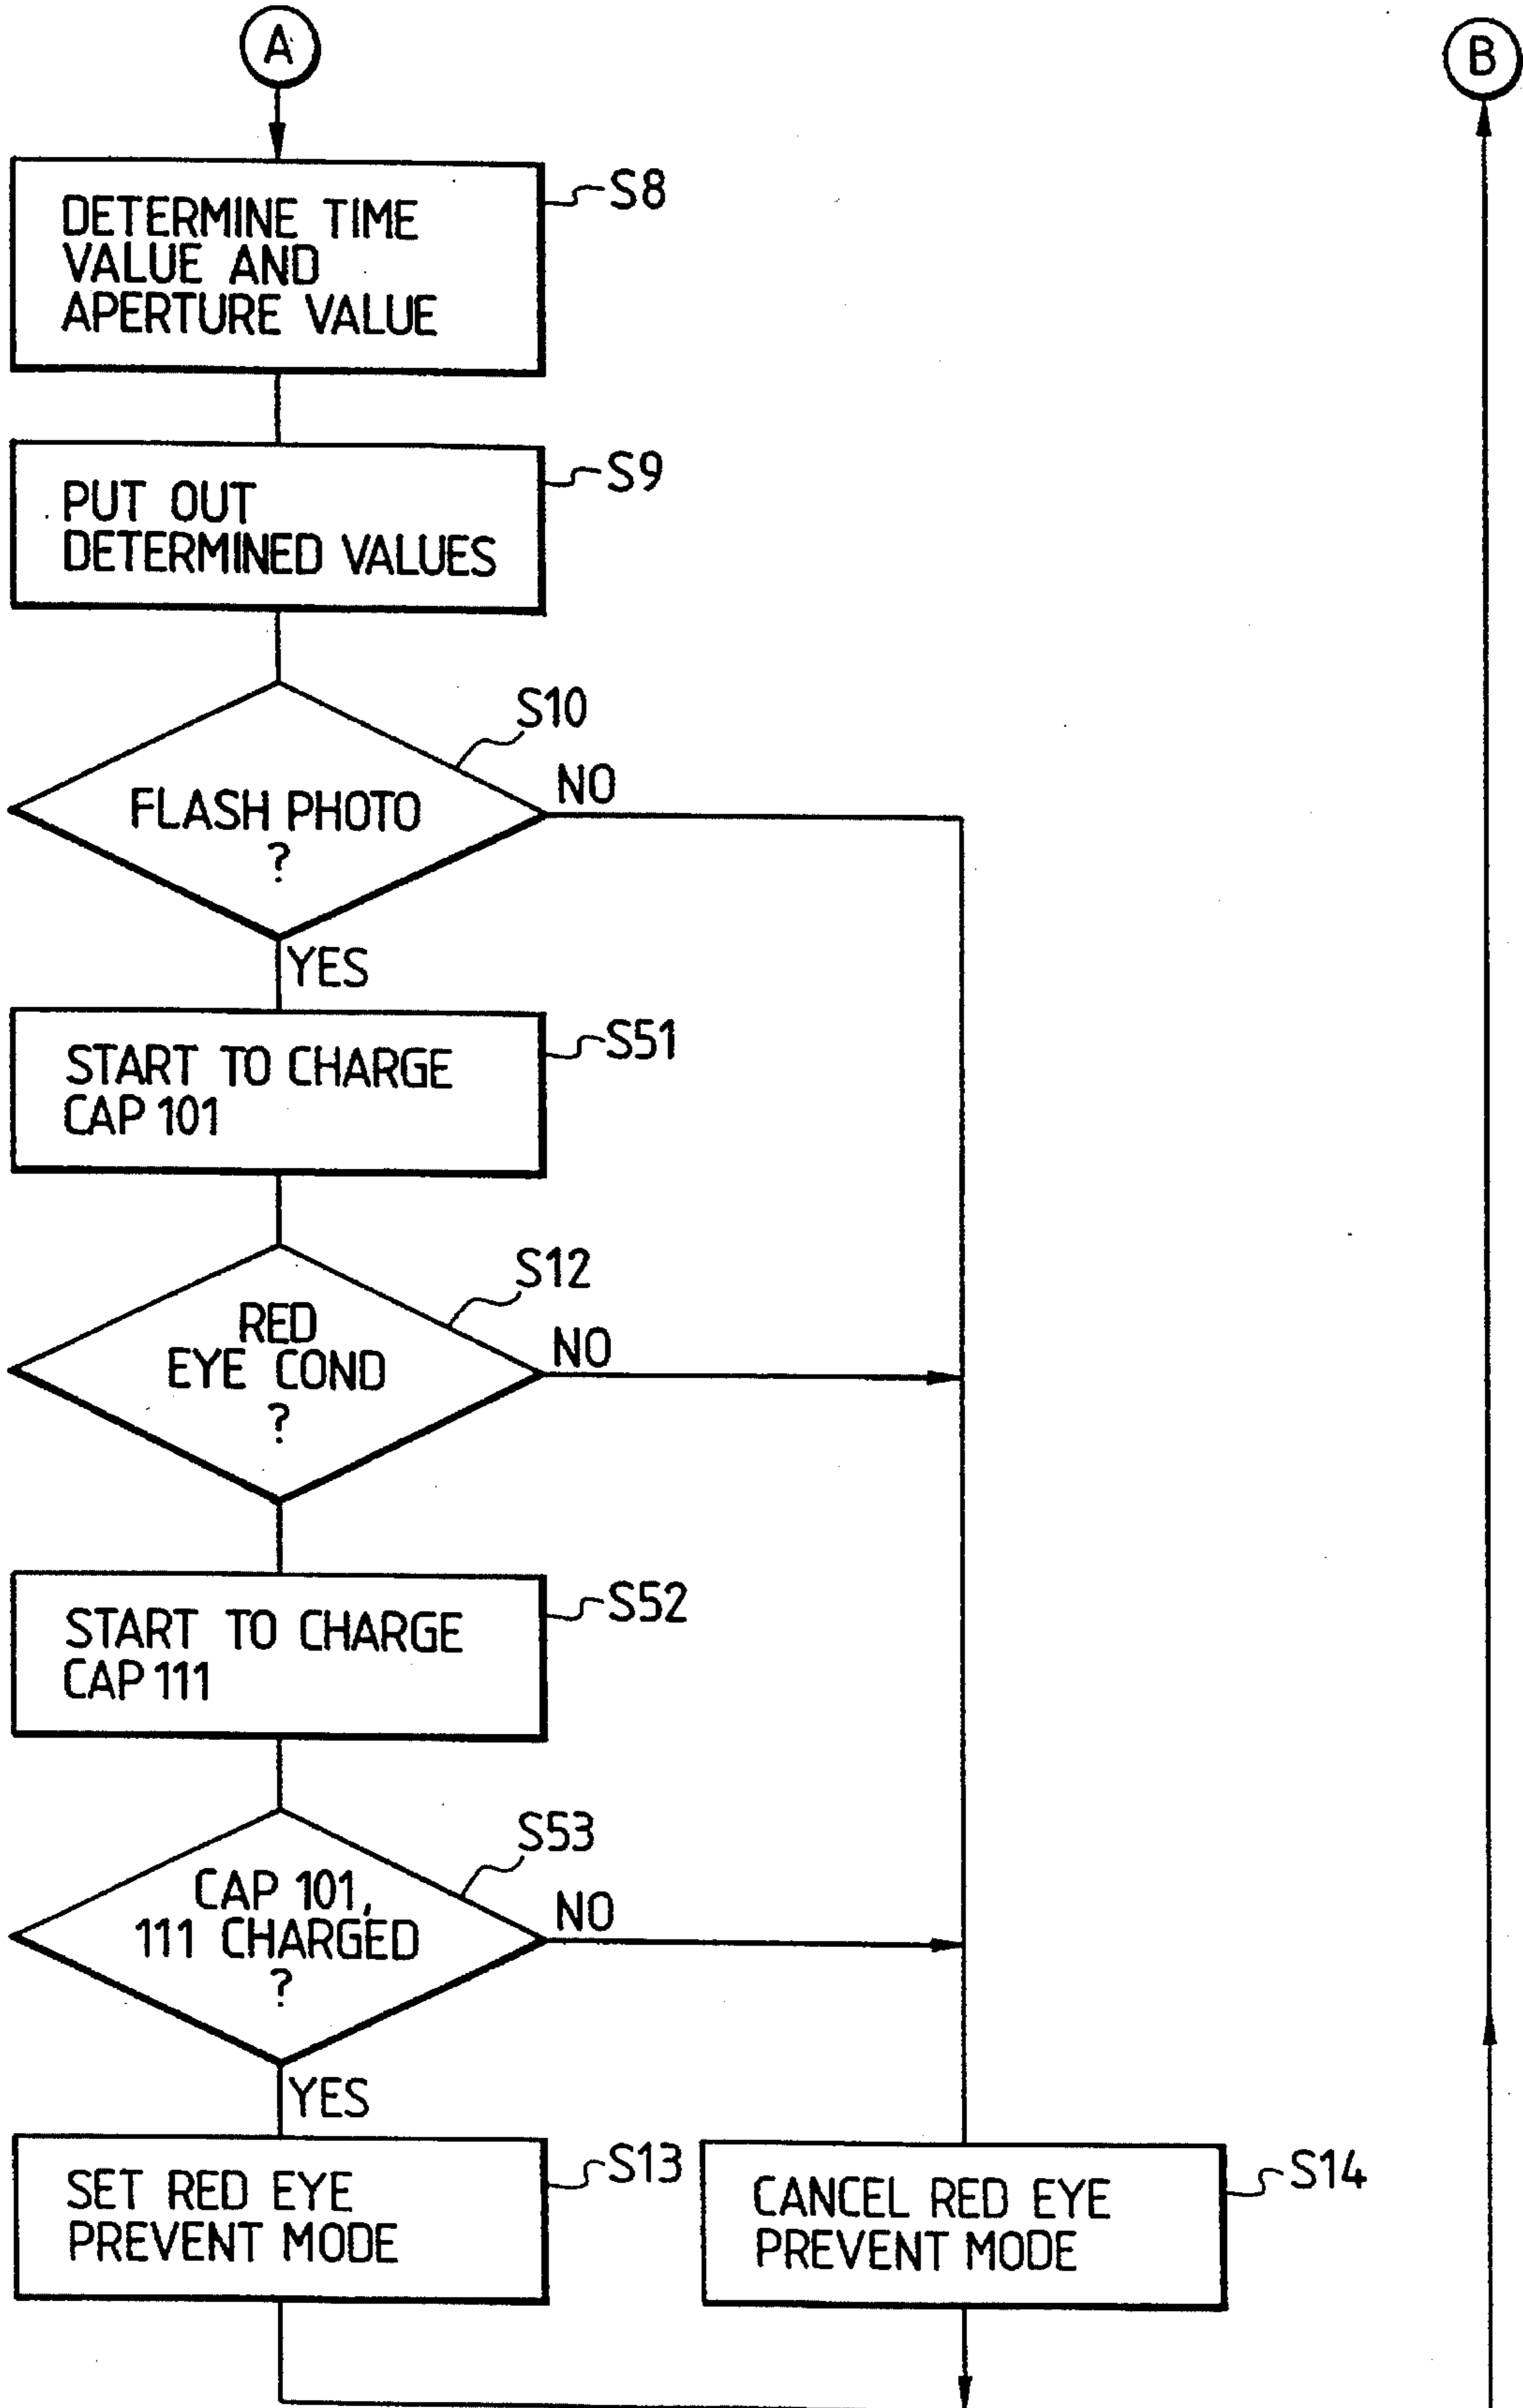 A
B
DETERMINE TIME
VALUE AND
APERTURE VALUE
S8
PUT OUT
DETERMINED VALUES
S9
S10
FLASH PHOTO
?
NO
YES
START TO CHARGE
CAP 101
S51
S12
RED
EYE COND
?
NO
START TO CHARGE
CAP 111
S52
S53
CAP 101,
111 CHARGED
?
NO
YES
SET RED EYE
PREVENT MODE
S13
CANCEL RED EYE
PREVENT MODE
S14